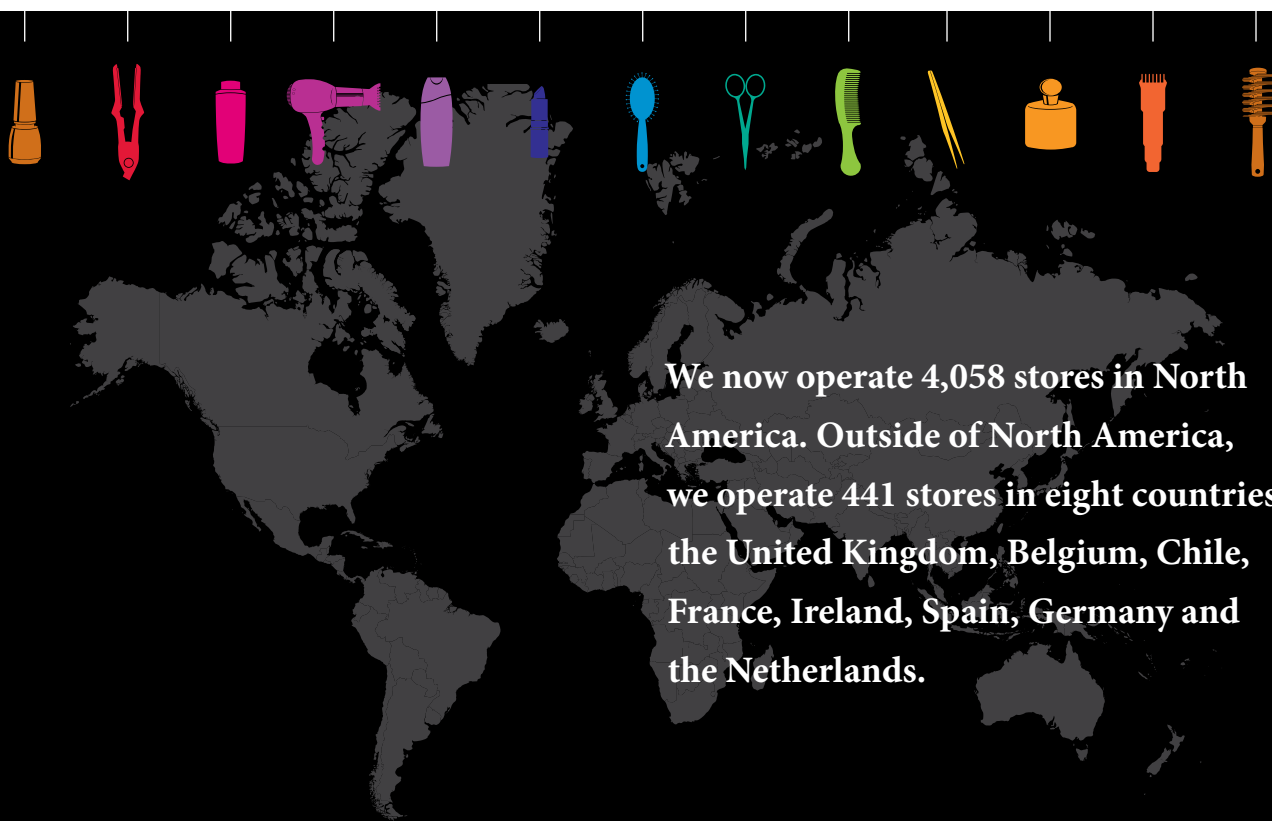 We now operate 4,058 stores in North
America. Outside of North America,
we operate 441 stores in eight countries
the United Kingdom, Belgium, Chile,
France, Ireland, Spain, Germany and
the Netherlands.